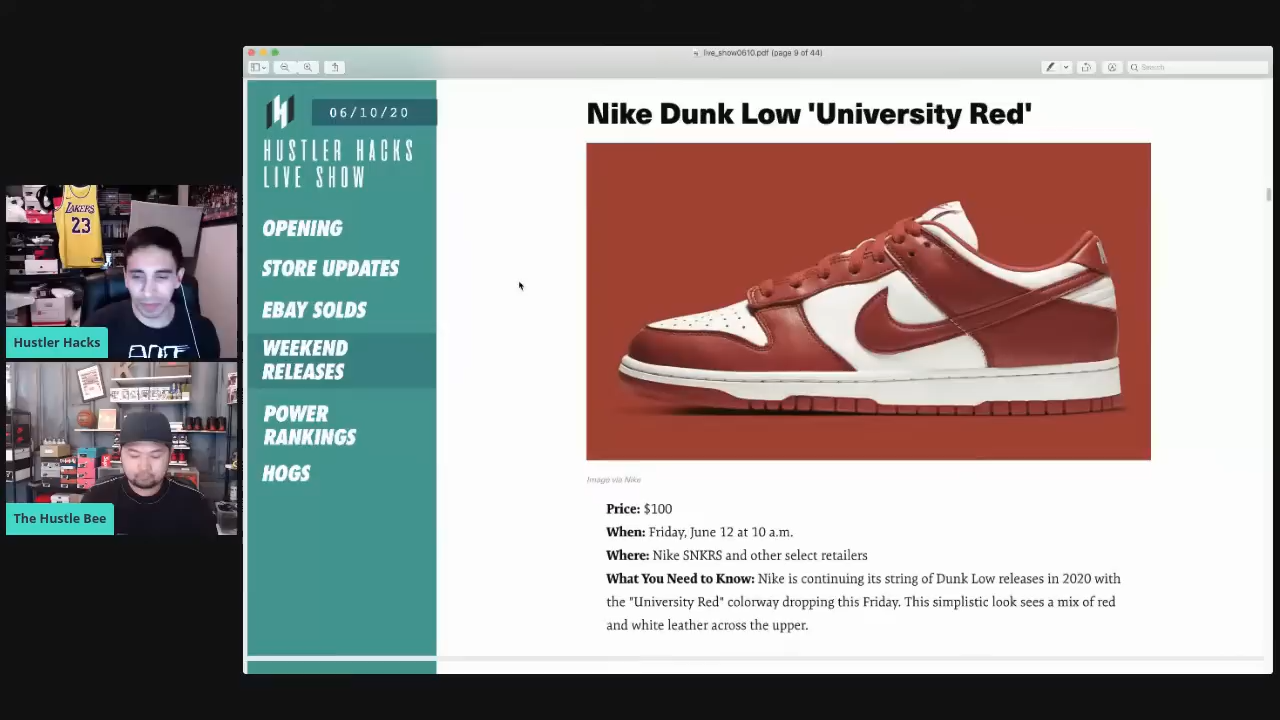 live_show0610.pdf (page 9 of 44)
Search
06/10/20
HUSTLER HACKS
LIVE SHOW
OPENING
STORE UPDATES
EBAY SOLDS
WEEKEND
RELEASES
POWER
RANKINGS
HOGS
LAKERS
23
Hustler Hacks
The Hustle Bee
Nike Dunk Low 'University Red'
Image via Nike
Price: $100
When: Friday, June 12 at 10 a.m.
Where: Nike SNKRS and other select retailers
What You Need to Know: Nike is continuing its string of Dunk Low releases in 2020 with
the "University Red" colorway dropping this Friday. This simplistic look sees a mix of red
and white leather across the upper.